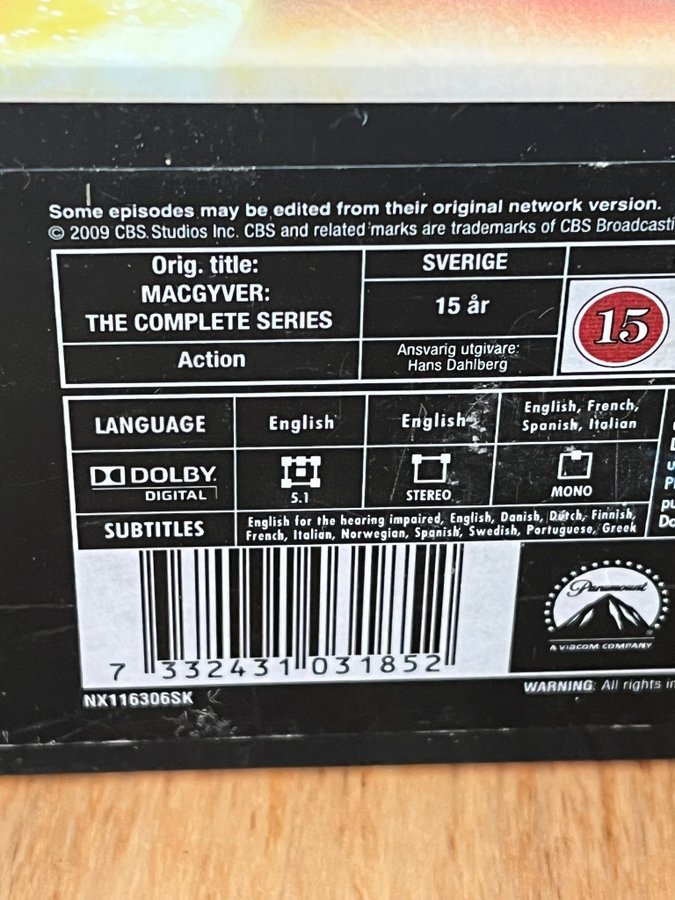 Some episodes may be edited from their original network version.
© 2009 CBS Studios Inc. CBS and related marks are trademarks of CBS Broadcasti
Orig. title:
MACGYVER:
THE COMPLETE SERIES
Action
SVERIGE
15 år
Ansvarig utgivare:
Hans Dahlberg
15
LANGUAGE
English
English
English, French,
Spanish, Italian
DOLBY
DIGITAL
5.1
STEREO
MONO
SUBTITLES
English for the hearing impaired, English, Danish, Dutch, Finnish,
French, Italian, Norwegian, Spanish, Swedish, Portuguese, Greek
7 332431 031852
NX116306SK
Paramount
A VIACOM COMPANY
WARNING: All rights in